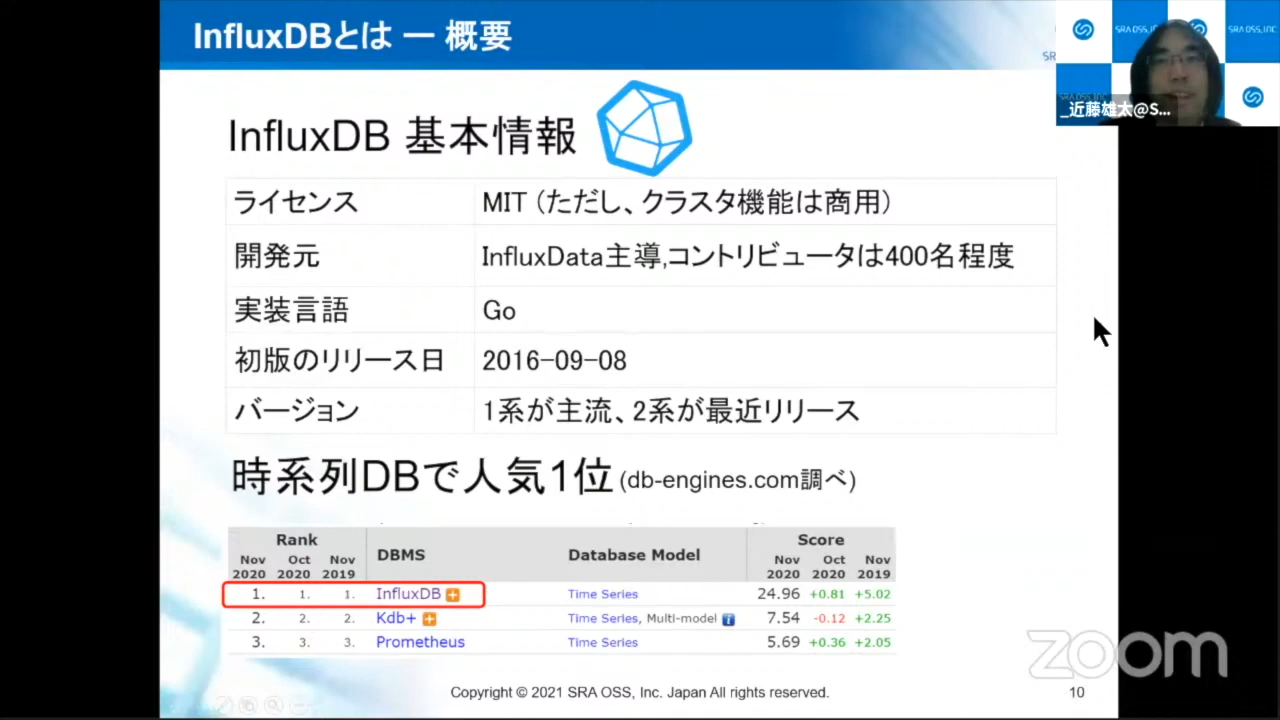 InfluxDBとは ー 概要
SRA OSS, INC
SRA OSS, INC
SR
_近藤雄太@S...
InfluxDB 基本情報
ライセンス MIT (ただし、クラスタ機能は商用)
開発元 InfluxData主導,コントリビュータは400名程度
実装言語 Go
初版のリリース日 2016-09-08
バージョン 1系が主流、2系が最近リリース
時系列DBで人気1位 (db-engines.com調べ)
Rank DBMS Database Model Score
Nov 2020 Oct 2020 Nov 2019 Nov 2020 Oct 2020 Nov 2019
1. 1. 1. InfluxDB Time Series 24.96 +0.81 +5.02
2. 2. 2. Kdb+ Time Series, Multi-model 7.54 -0.12 +2.25
3. 3. 3. Prometheus Time Series 5.69 +0.36 +2.05
zoom
Copyright © 2021 SRA OSS, Inc. Japan All rights reserved.
10